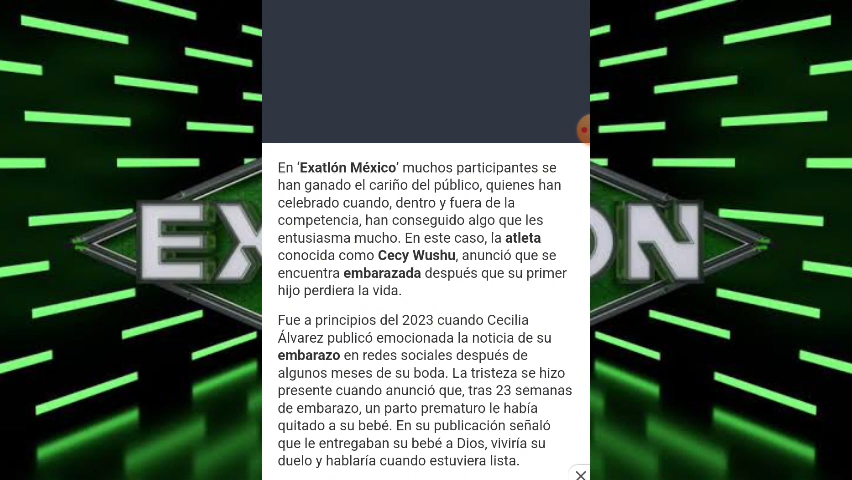 En 'Exatlón México' muchos participantes se
han ganado el cariño del público, quienes han
celebrado cuando, dentro y fuera de la
competencia, han conseguido algo que les
entusiasma mucho. En este caso, la atleta
conocida como Cecy Wushu, anunció que se
encuentra embarazada después que su primer
hijo perdiera la vida.
Fue a principios del 2023 cuando Cecilia
Álvarez publicó emocionada la noticia de su
embarazo en redes sociales después de
algunos meses de su boda. La tristeza se hizo
presente cuando anunció que, tras 23 semanas
de embarazo, un parto prematuro le había
quitado a su bebé. En su publicación señaló
que le entregaban su bebé a Dios, viviría su
duelo y hablaría cuando estuviera lista.
EX ON